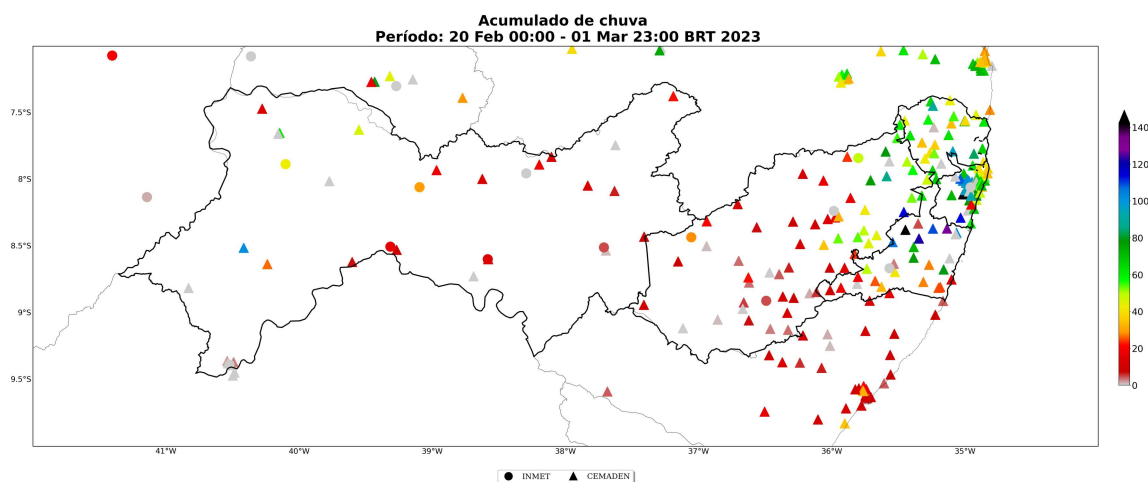 Acumulado de chuva
Período: 20 Feb 00:00 - 01 Mar 23:00 BRT 2023
7.5°S
8°S
8.5°S
9°S
9.5°S
41°W 40°W 39°W 38°W 37°W 36°W 35°W
140
120
100
80
60
40
20
0
INMET CEMADEN